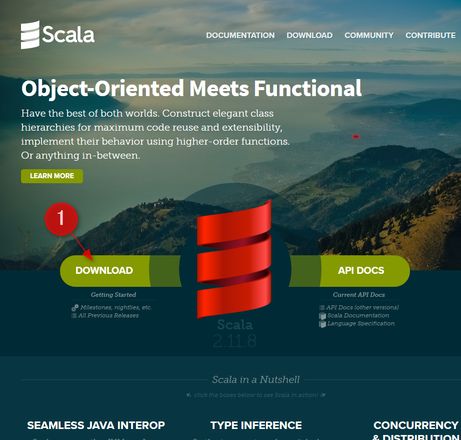 Scala
DOCUMENTATION DOWNLOAD COMMUNITY CONTRIBUTE
Object-Oriented Meets Functional
Have the best of both worlds. Construct elegant class
hierarchies for maximum code reuse and extensibility,
implement their behavior using higher-order functions.
Or anything in-between.
LEARN MORE
1
DOWNLOAD
API DOCS
Getting Started
Milestones, nightlies, etc.
All Previous Releases
Current API Docs
API Docs (other versions)
Scala Documentation
Language Specification
Scala
2.11.8
Scala in a Nutshell
click the boxes below to see Scala in action!
SEAMLESS JAVA INTEROP
TYPE INFERENCE
CONCURRENCY
& DISTRIBUTION